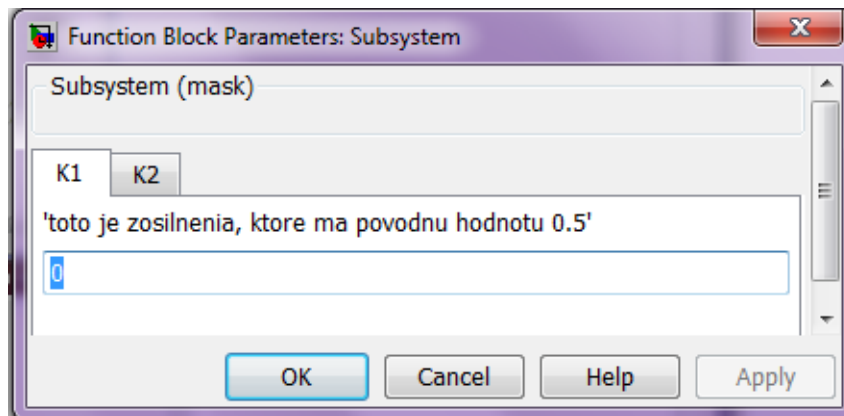 Function Block Parameters: Subsystem
Subsystem (mask)
K1 K2
'toto je zosilnenia, ktore ma povodnu hodnotu 0.5'
0
OK Cancel Help Apply